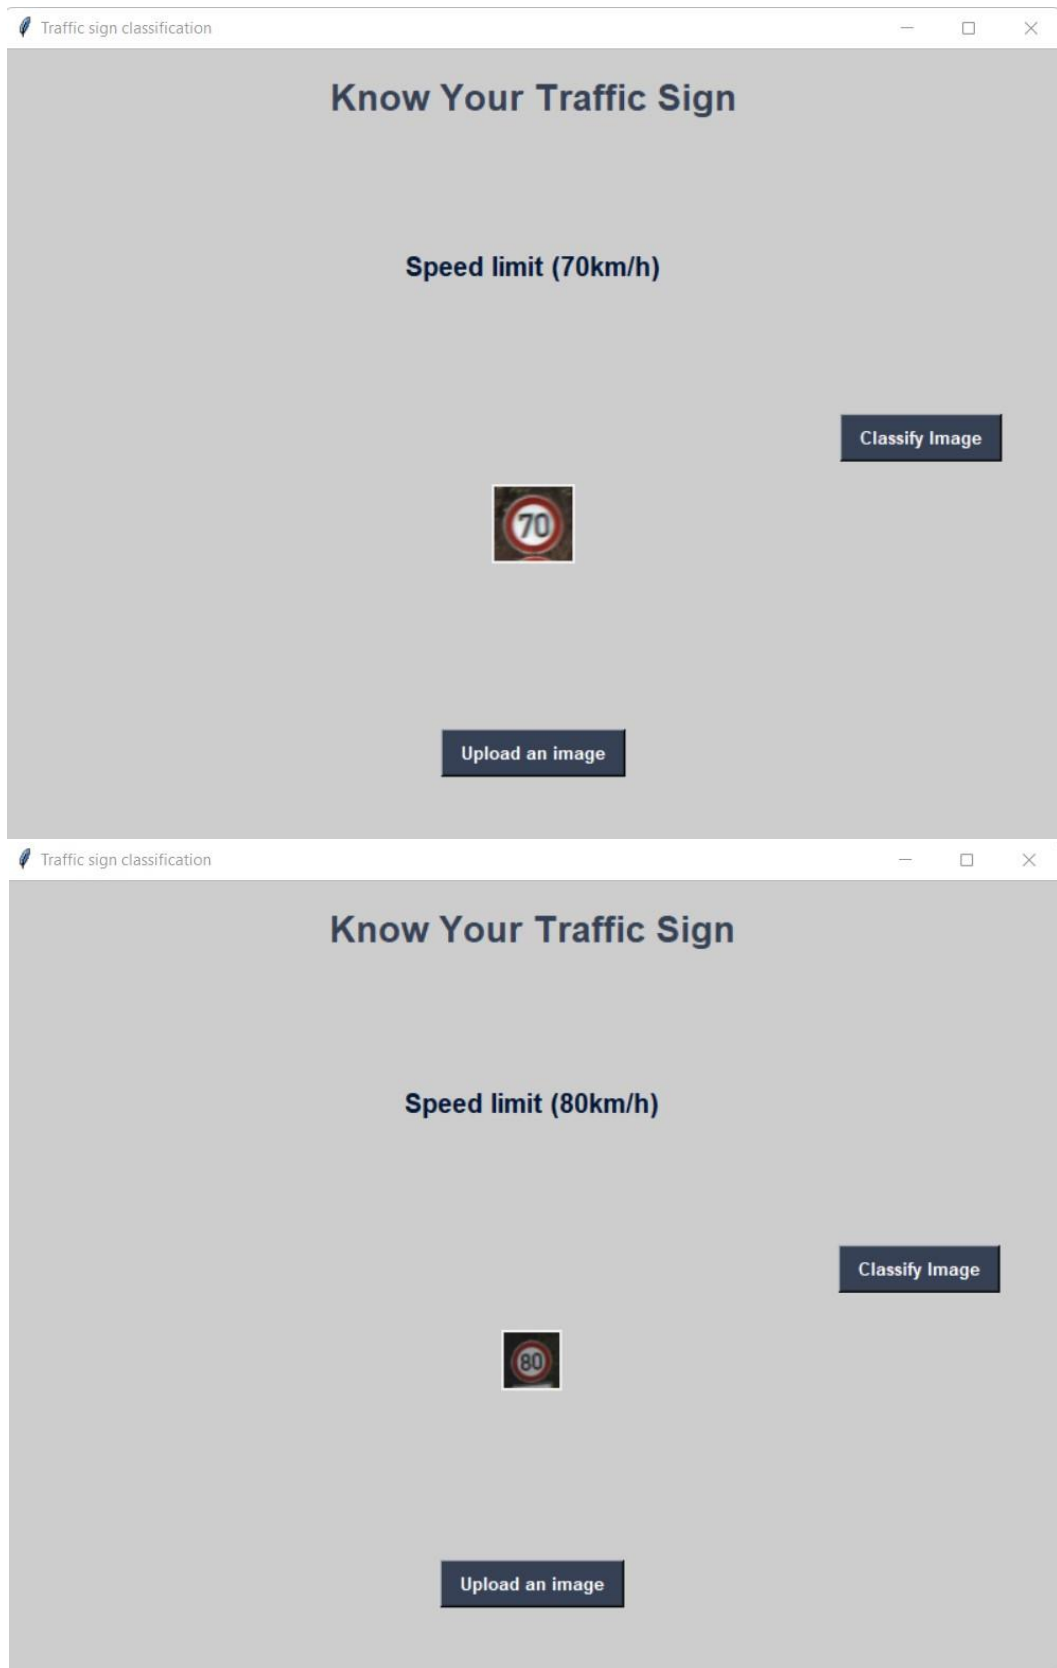 Traffic sign classification
Know Your Traffic Sign
Speed limit (70km/h)
Classify Image
70
Upload an image
Traffic sign classification
Know Your Traffic Sign
Speed limit (80km/h)
Classify Image
80
Upload an image